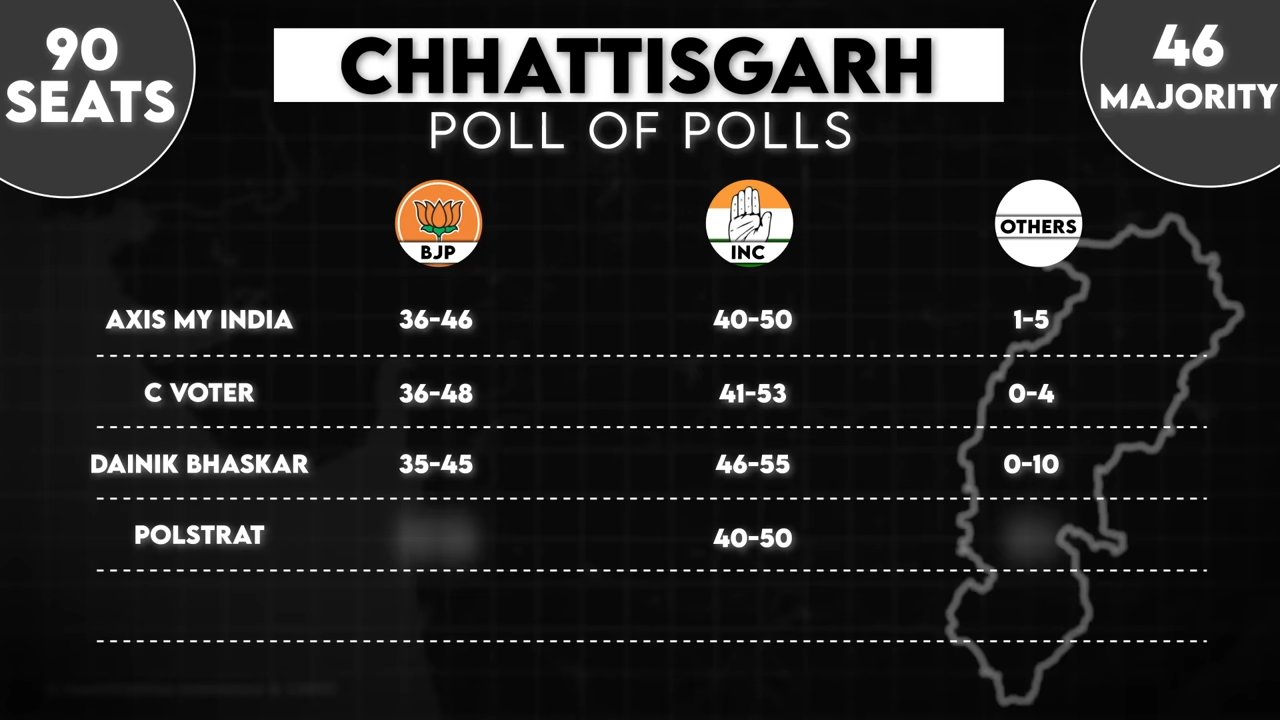 90
SEATS
CHHATTISGARH
POLL OF POLLS
46
MAJORITY
BJP
INC
OTHERS
AXIS MY INDIA 36-46 40-50 1-5
C VOTER 36-48 41-53 0-4
DAINIK BHASKAR 35-45 46-55 0-10
POLSTRAT 40-50